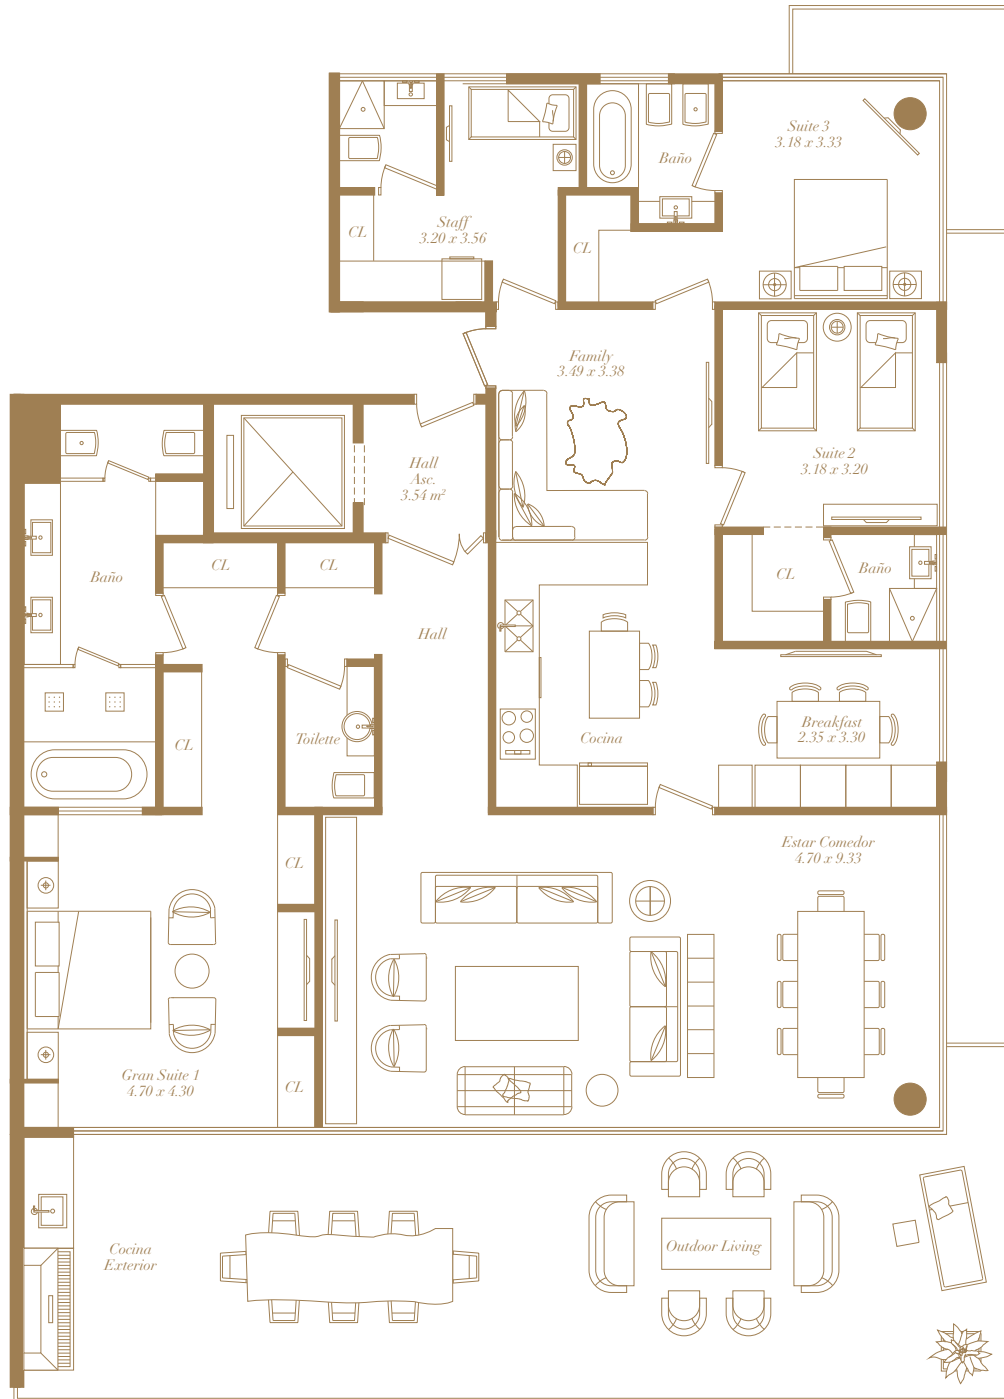 Suite 3
3.18 x 3.33
Baño
Staff
3.20 x 3.56
CL
CL
Family
3.49 x 3.38
Suite 2
3.18 x 3.20
Hall
Asc.
3.54 m²
CL
CL
Baño
CL
Baño
Hall
CL
Toilette
Cocina
Breakfast
2.35 x 3.30
Estar Comedor
4.70 x 9.33
CL
Gran Suite 1
4.70 x 4.30
CL
Cocina
Exterior
Outdoor Living